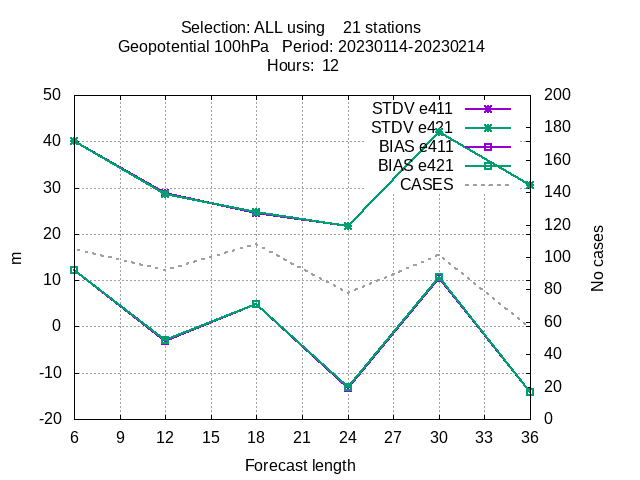 Selection: ALL using    21 stations
Geopotential 100hPa   Period: 20230114-20230214
Hours:  12
50 200
STDV e411
STDV e421
180
40
BIAS e411
160
BIAS e421
CASES
30
140
20
120
100
m
No cases
10
80
0
60
40
-10
20
-20 0
6 9 12 15 18 21 24 27 30 33 36
Forecast length